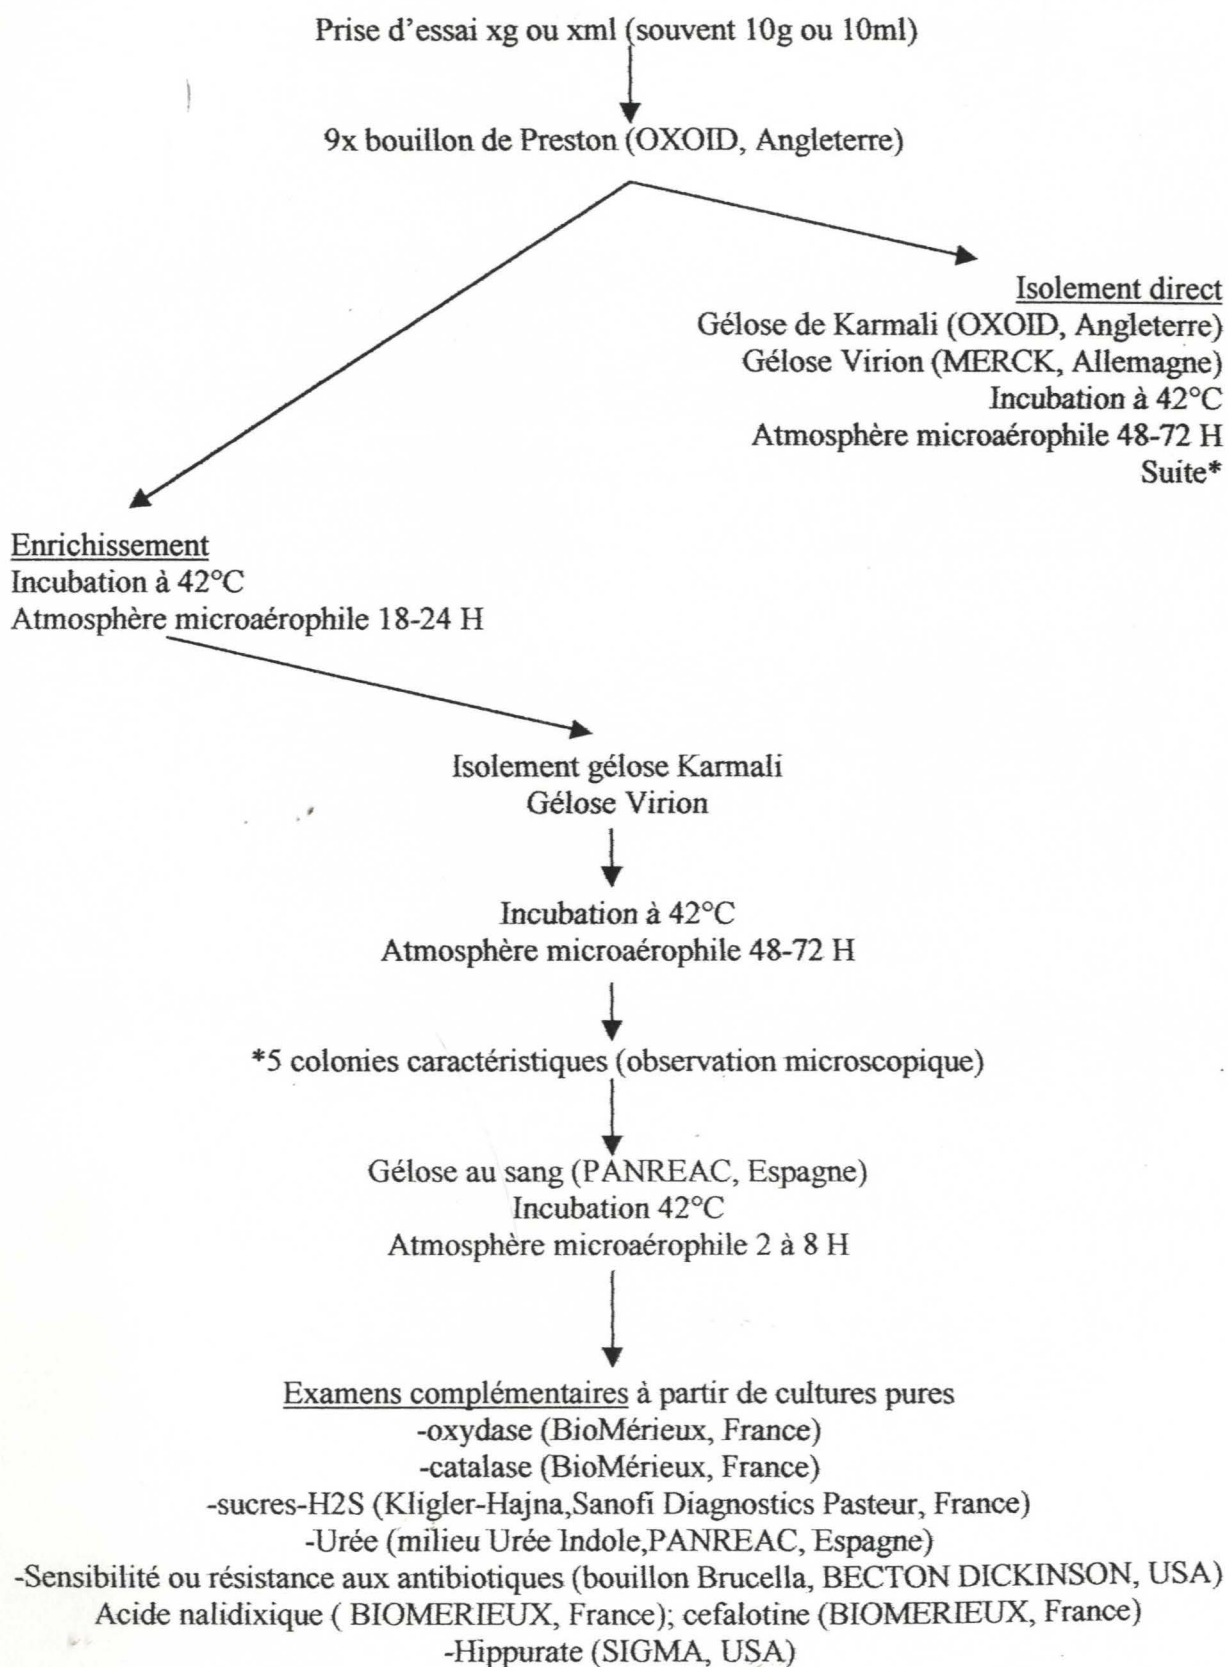 Prise d’essai xg ou xml (souvent 10g ou 10ml)
9x bouillon de Preston (OXOID, Angleterre)
Isolement direct
Gélose de Karmali (OXOID, Angleterre)
Gélose Virion (MERCK, Allemagne)
Incubation à 42°C
Atmosphère microaérophile 48-72 H
Suite*
Enrichissement
Incubation à 42°C
Atmosphère microaérophile 18-24 H
Isolement gélose Karmali
Gélose Virion
Incubation à 42°C
Atmosphère microaérophile 48-72 H
*5 colonies caractéristiques (observation microscopique)
Gélose au sang (PANREAC, Espagne)
Incubation 42°C
Atmosphère microaérophile 2 à 8 H
Examens complémentaires à partir de cultures pures
-oxydase (BioMérieux, France)
-catalase (BioMérieux, France)
-sucres-H2S (Kligler-Hajna,Sanofi Diagnostics Pasteur, France)
-Urée (milieu Urée Indole,PANREAC, Espagne)
-Sensibilité ou résistance aux antibiotiques (bouillon Brucella, BECTON DICKINSON, USA)
Acide nalidixique ( BIOMERIEUX, France); cefalotine (BIOMERIEUX, France)
-Hippurate (SIGMA, USA)